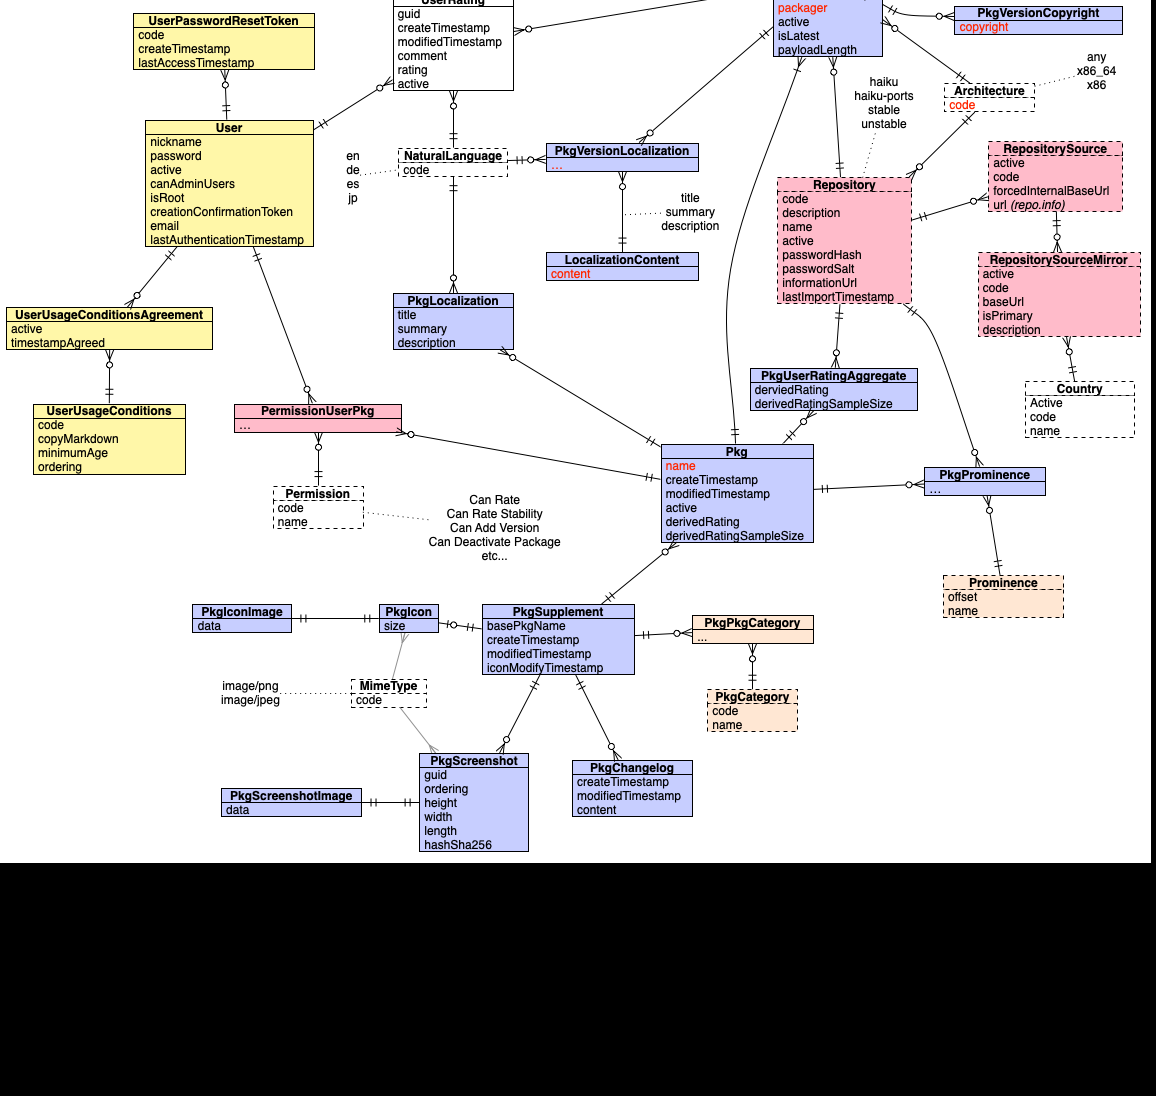 UserPasswordResetToken
code
createTimestamp
lastAccessTimestamp
UserRating
guid
createTimestamp
modifiedTimestamp
comment
rating
active
packager
active
isLatest
payloadLength
PkgVersionCopyright
copyright
any
x86_64
x86
Architecture
code
haiku
haiku-ports
stable
unstable
User
nickname
password
active
canAdminUsers
isRoot
creationConfirmationToken
email
lastAuthenticationTimestamp
en
de
es
jp
NaturalLanguage
code
PkgVersionLocalization
...
title
summary
description
LocalizationContent
content
Repository
code
description
name
active
passwordHash
passwordSalt
informationUrl
lastImportTimestamp
RepositorySource
active
code
forcedInternalBaseUrl
url (repo.info)
RepositorySourceMirror
active
code
baseUrl
isPrimary
description
UserUsageConditionsAgreement
active
timestampAgreed
PkgLocalization
title
summary
description
PkgUserRatingAggregate
derviedRating
derivedRatingSampleSize
Country
Active
code
name
UserUsageConditions
code
copyMarkdown
minimumAge
ordering
PermissionUserPkg
...
Pkg
name
createTimestamp
modifiedTimestamp
active
derivedRating
derivedRatingSampleSize
PkgProminence
...
Permission
code
name
Can Rate
Can Rate Stability
Can Add Version
Can Deactivate Package
etc...
Prominence
offset
name
PkgIconImage
data
PkgIcon
size
PkgSupplement
basePkgName
createTimestamp
modifiedTimestamp
iconModifyTimestamp
PkgPkgCategory
...
image/png
image/jpeg
MimeType
code
PkgCategory
code
name
PkgScreenshotImage
data
PkgScreenshot
guid
ordering
height
width
length
hashSha256
PkgChangelog
createTimestamp
modifiedTimestamp
content